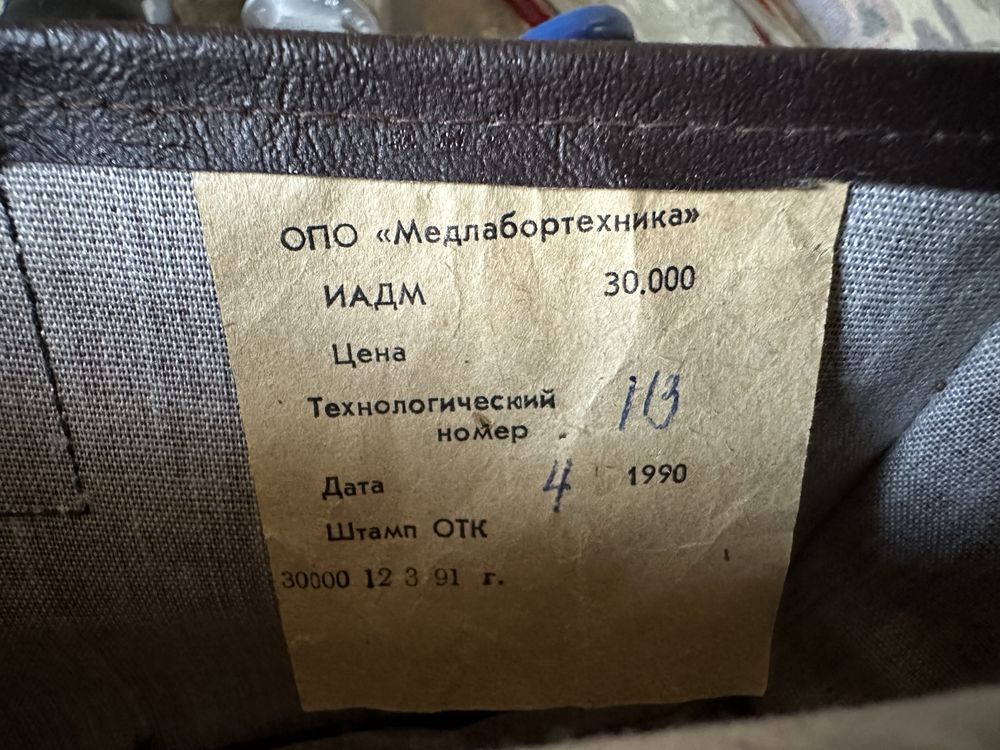 ОПО «Медлабортехника»
ИАДМ 30.000
Цена
Технологический
номер 113
Дата 4 1990
Штамп ОТК
30000 12 3 91 г.